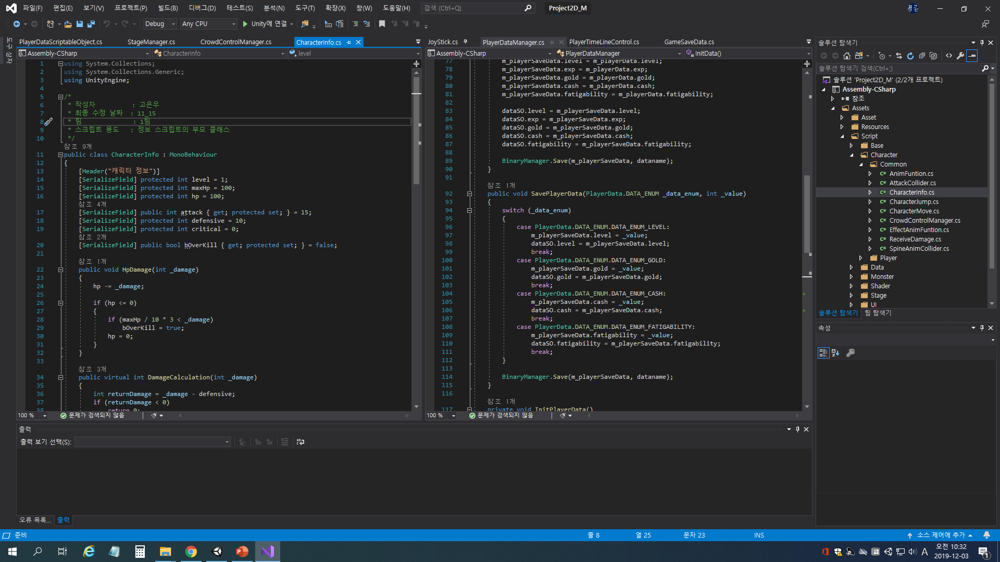 파일(F) 편집(E) 보기(V) 프로젝트(P) 빌드(B) 디버그(D) 테스트(S) 분석(N) 도구(T) 확장(X) 창(W) 도움말(H) 검색 (Ctrl+Q) Project2D_M
Debug Any CPU Unity에 연결
도구 상자
PlayerDataScriptableObject.cs StageManager.cs CrowdControlManager.cs CharacterInfo.cs
Assembly-CSharp CharacterInfo level
1 using System.Collections;
2 using System.Collections.Generic;
3 using UnityEngine;
4
5 /*
6 * 작성자 : 고은우
7 * 최종 수정 날짜 : 11_15
8 * 팀 : 1팀
9 * 스크립트 용도 : 정보 스크립트의 부모 클래스
10 */
참조 9개
11 public class CharacterInfo : MonoBehaviour
12 {
13 [Header("캐릭터 정보")]
14 [SerializeField] protected int level = 1;
15 [SerializeField] protected int maxHp = 100;
16 [SerializeField] protected int hp = 100;
참조 4개
17 [SerializeField] public int attack { get; protected set; } = 15;
18 [SerializeField] protected int defensive = 10;
19 [SerializeField] protected int critical = 0;
참조 2개
20 [SerializeField] public bool bOverKill { get; protected set; } = false;
21
참조 1개
22 public void HpDamage(int _damage)
23 {
24 hp -= _damage;
25
26 if (hp <= 0)
27 {
28 if (maxHp / 10 * 3 < _damage)
29 bOverKill = true;
30 hp = 0;
31 }
32 }
33
참조 3개
34 public virtual int DamageCalculation(int _damage)
35 {
36 int returnDamage = _damage - defensive;
37 if (returnDamage < 0)
38 return 0;
100 % 문제가 검색되지 않음
JoyStick.cs PlayerDataManager.cs PlayerTimeLineControl.cs GameSaveData.cs
Assembly-CSharp PlayerDataManager InitData()
77 m_playerSaveData.level = m_playerData.level;
78 m_playerSaveData.exp = m_playerData.exp;
79 m_playerSaveData.gold = m_playerData.gold;
80 m_playerSaveData.cash = m_playerData.cash;
81 m_playerSaveData.fatigability = m_playerData.fatigability;
82
83 dataSO.level = m_playerSaveData.level;
84 dataSO.exp = m_playerSaveData.exp;
85 dataSO.gold = m_playerSaveData.gold;
86 dataSO.cash = m_playerSaveData.cash;
87 dataSO.fatigability = m_playerSaveData.fatigability;
88
89 BinaryManager.Save(m_playerSaveData, dataname);
90 }
91
참조 1개
92 public void SavePlayerData(PlayerData.DATA_ENUM _data_enum, int _value)
93 {
94 switch (_data_enum)
95 {
96 case PlayerData.DATA_ENUM.DATA_ENUM_LEVEL:
97 m_playerSaveData.level = _value;
98 dataSO.level = m_playerSaveData.level;
99 break;
100 case PlayerData.DATA_ENUM.DATA_ENUM_GOLD:
101 m_playerSaveData.gold = _value;
102 dataSO.gold = m_playerSaveData.gold;
103 break;
104 case PlayerData.DATA_ENUM.DATA_ENUM_CASH:
105 m_playerSaveData.cash = _value;
106 dataSO.cash = m_playerSaveData.cash;
107 break;
108 case PlayerData.DATA_ENUM.DATA_ENUM_FATIGABILITY:
109 m_playerSaveData.fatigability = _value;
110 dataSO.fatigability = m_playerSaveData.fatigability;
111 break;
112 }
113
114 BinaryManager.Save(m_playerSaveData, dataname);
115 }
116
참조 1개
117 private void InitPlayerData()
100 % 문제가 검색되지 않음
솔루션 탐색기
솔루션 탐색기 검색(Ctrl+;)
솔루션 'Project2D_M' (2/2개 프로젝트)
Assembly-CSharp
참조
Assets
Asset
Resources
Script
Base
Character
Common
C# AnimFuntion.cs
C# AttackCollider.cs
C# CharacterInfo.cs
C# CharacterJump.cs
C# CharacterMove.cs
C# CrowdControlManager.cs
C# EffectAnimFuntion.cs
C# ReceiveDamage.cs
C# SpineAnimCollider.cs
Player
Data
Monster
Shader
Stage
UI
솔루션 탐색기 팀 탐색기
속성
출력
출력 보기 선택(S):
오류 목록... 출력
준비 줄 8 열 25 문자 23 INS 소스 제어에 추가
A 오전 10:32
2019-12-03
1